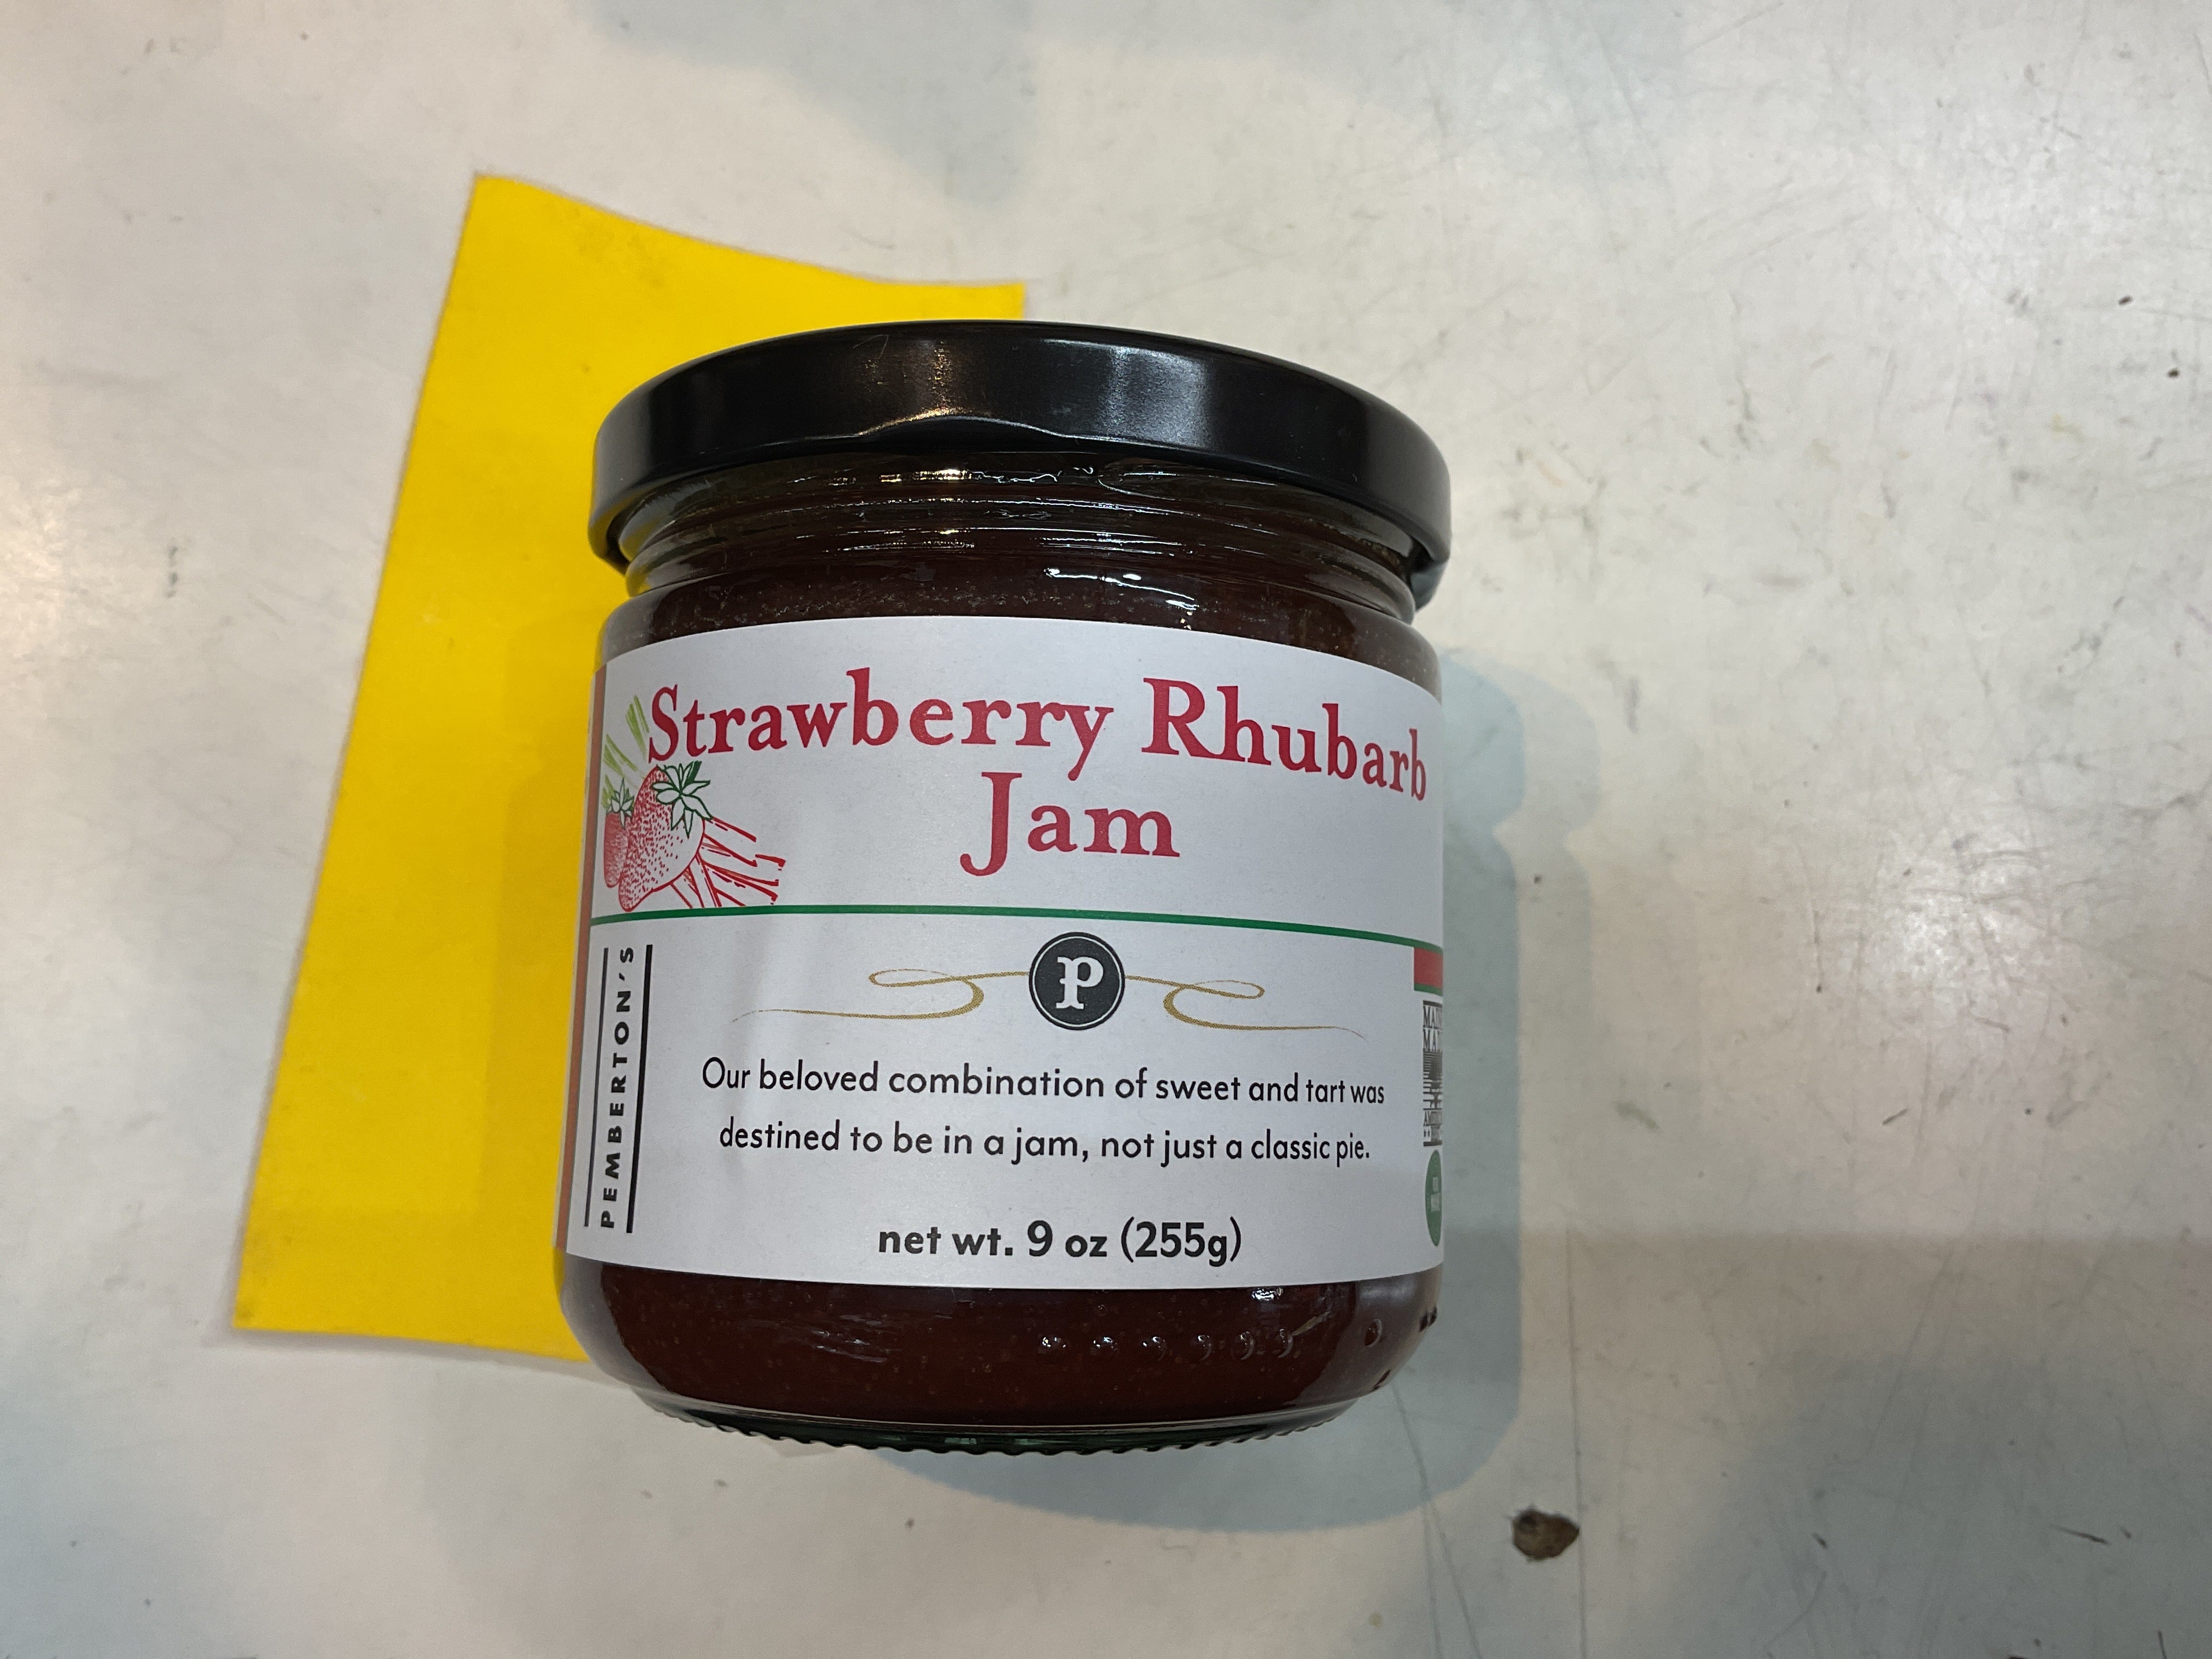 Strawberry Rhubarb
Jam
PEMBERTON'S
P
Our beloved combination of sweet and tart was
destined to be in a jam, not just a classic pie.
net wt. 9 oz (255g)